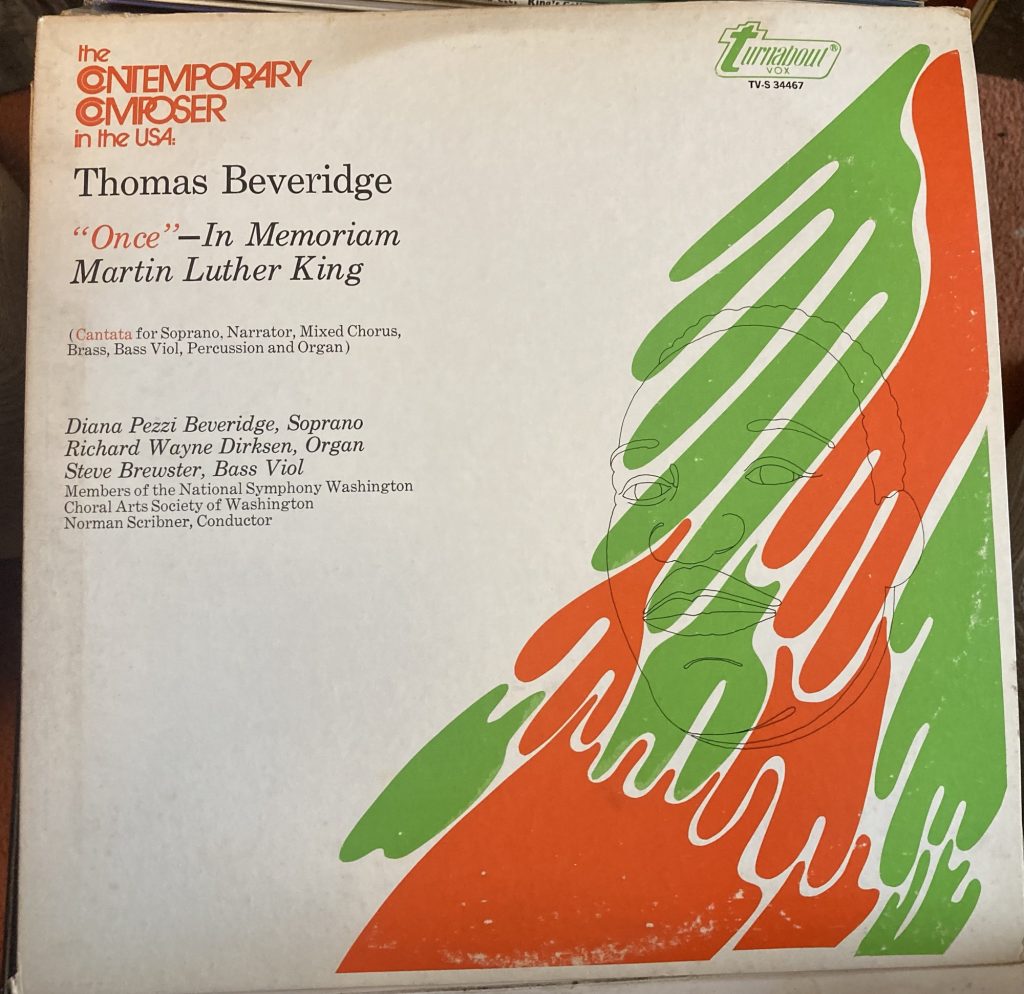 King's
the
CONTEMPORARY
COMPOSER
in the USA:
Turnabout®
VOX
TV-S 34467
Thomas Beveridge
“Once”—In Memoriam
Martin Luther King
(Cantata for Soprano, Narrator, Mixed Chorus,
Brass, Bass Viol, Percussion and Organ)
Diana Pezzi Beveridge, Soprano
Richard Wayne Dirksen, Organ
Steve Brewster, Bass Viol
Members of the National Symphony Washington
Choral Arts Society of Washington
Norman Scribner, Conductor